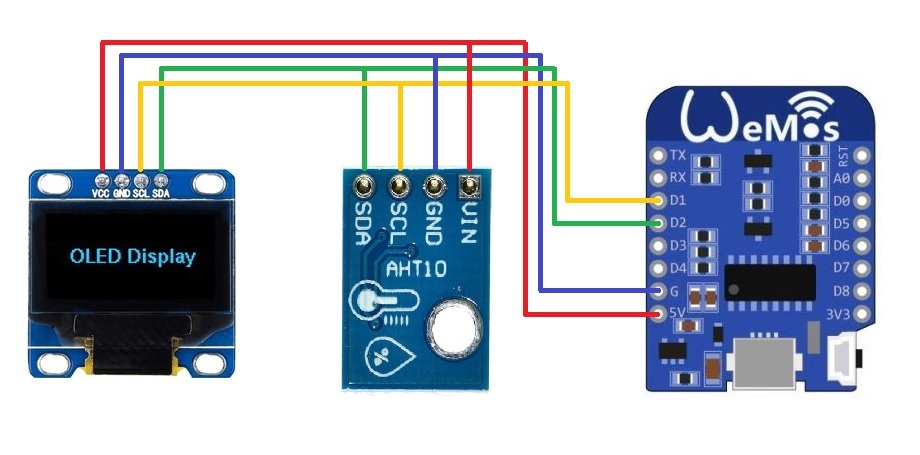 VCC GND SCL SDA
OLED Display
SDA
SCL
GND
VIN
AHT10
%
WeMos
TX
RX
D1
D2
D3
D4
G
5V
RST
A0
D0
D5
D6
D7
D8
3V3